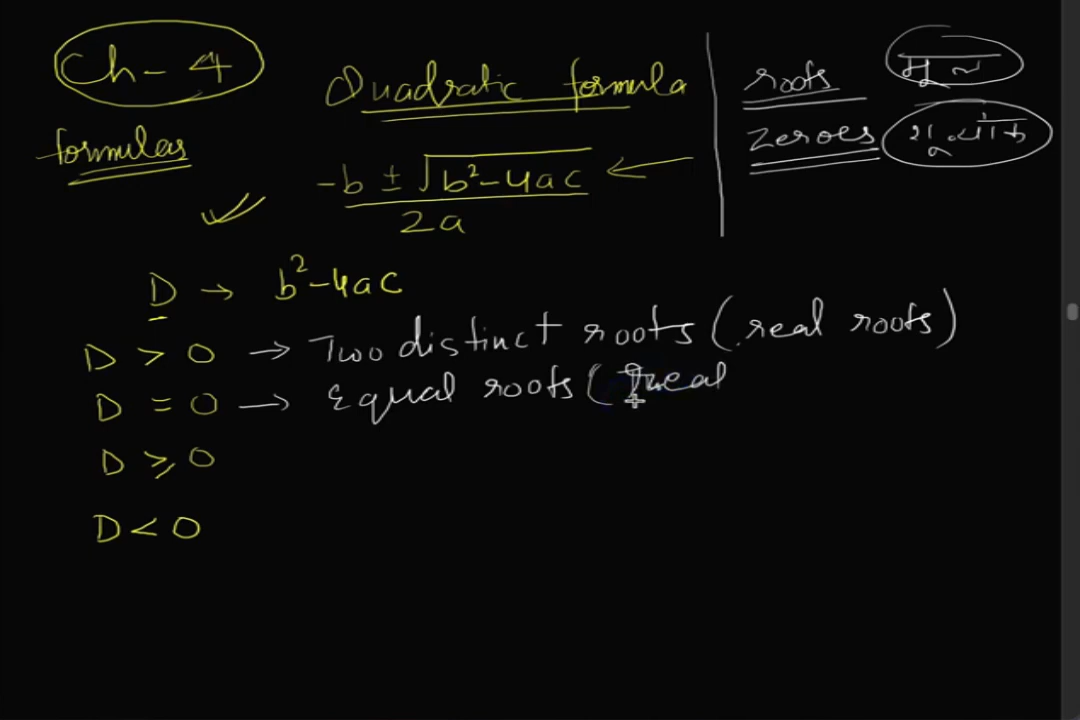 Ch-4
formulas
Quadratic formula
-b ± √b²-4ac
2a
roots मूल
zeroes शून्यांक
D → b²-4ac
D > 0 → Two distinct roots (real roots)
D = 0 → Equal roots (real
D ≥ 0
D < 0